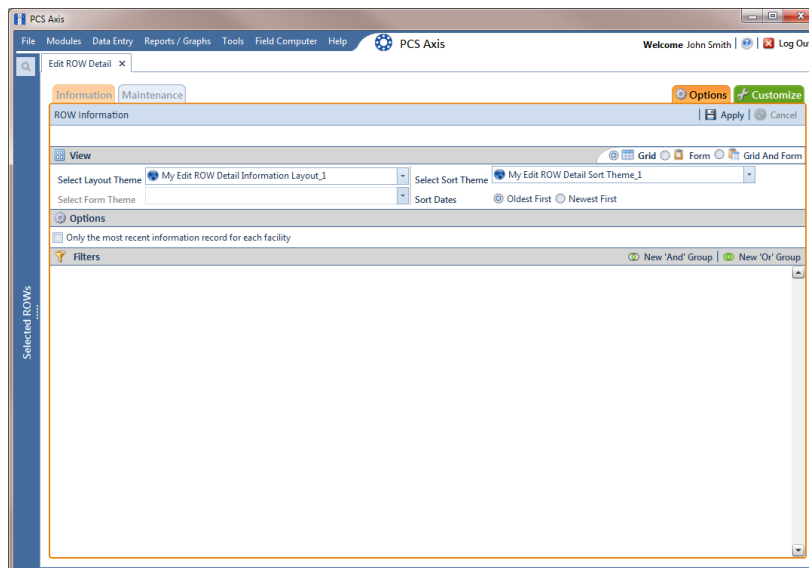 PCS Axis
File Modules Data Entry Reports / Graphs Tools Field Computer Help PCS Axis Welcome John Smith Log Ou
Edit ROW Detail
Information Maintenance Options Customize
ROW Information Apply Cancel
View Grid Form Grid And Form
Select Layout Theme My Edit ROW Detail Information Layout_1 Select Sort Theme My Edit ROW Detail Sort Theme_1
Select Form Theme Sort Dates Oldest First Newest First
Options
Only the most recent information record for each facility
Filters New 'And' Group New 'Or' Group
Selected ROWs